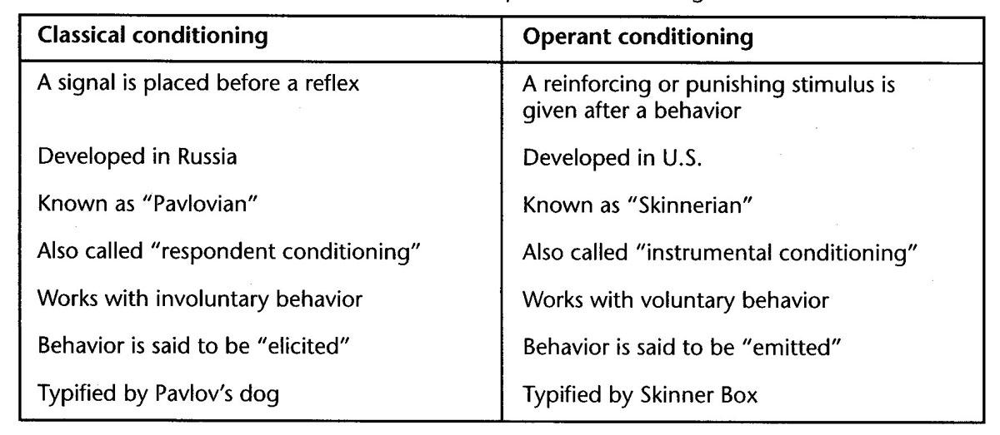 Classical conditioning
Operant conditioning
A signal is placed before a reflex
A reinforcing or punishing stimulus is
given after a behavior
Developed in Russia
Developed in U.S.
Known as “Pavlovian”
Known as “Skinnerian”
Also called “respondent conditioning”
Also called “instrumental conditioning”
Works with involuntary behavior
Works with voluntary behavior
Behavior is said to be “elicited”
Behavior is said to be “emitted”
Typified by Pavlov’s dog
Typified by Skinner Box